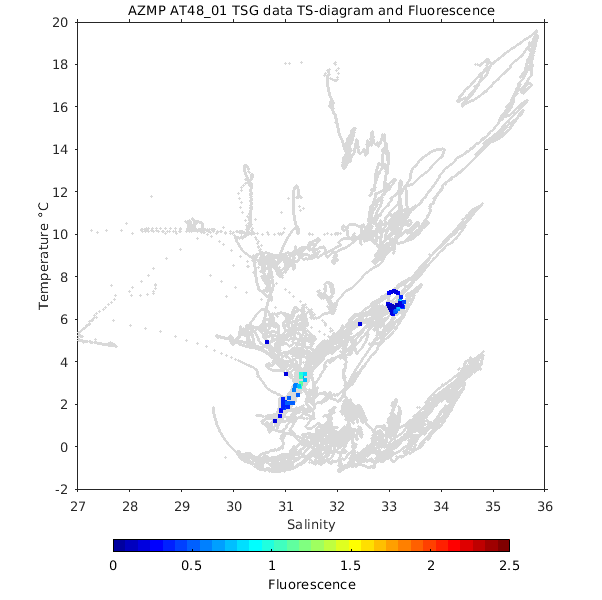 AZMP AT48_01 TSG data TS-diagram and Fluorescence
20
18
16
14
12
10
8
6
4
2
0
-2
Temperature °C
27 28 29 30 31 32 33 34 35 36
Salinity
0 0.5 1 1.5 2 2.5
Fluorescence